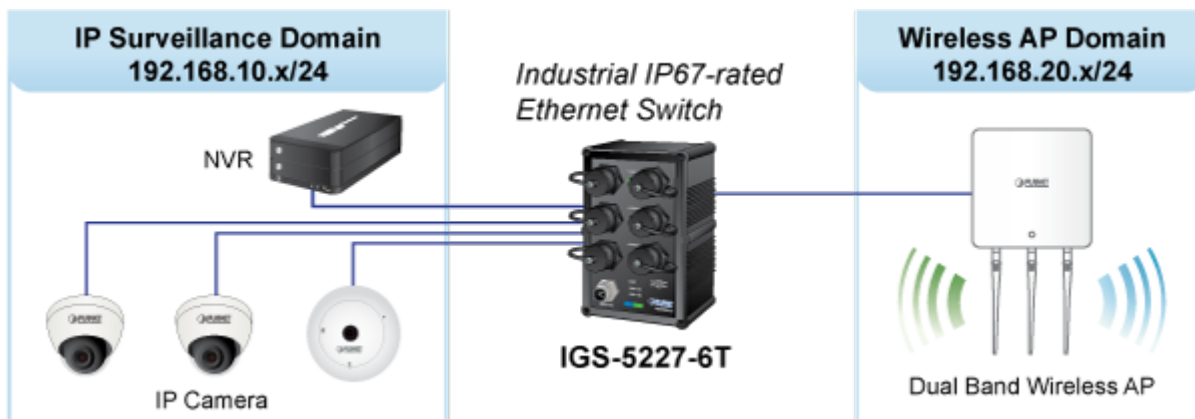 IP Surveillance Domain
192.168.10.x/24
NVR
IP Camera
Industrial IP67-rated
Ethernet Switch
IGS-5227-6T
Wireless AP Domain
192.168.20.x/24
PLANET
Dual Band Wireless AP